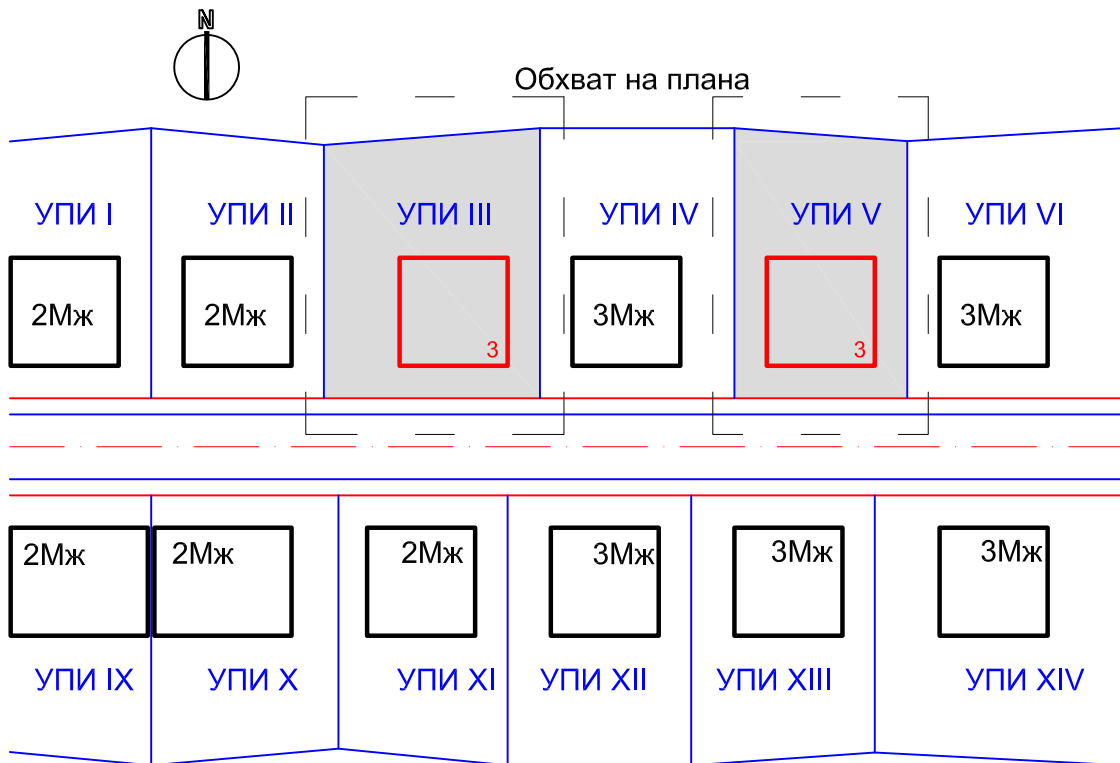 N
Обхват на плана
УПИ I
УПИ II
УПИ III
УПИ IV
УПИ V
УПИ VI
2Мж
2Мж
3
3Мж
3
3Мж
2Мж
2Мж
2Мж
3Мж
3Мж
3Мж
УПИ IX
УПИ X
УПИ XI
УПИ XII
УПИ XIII
УПИ XIV